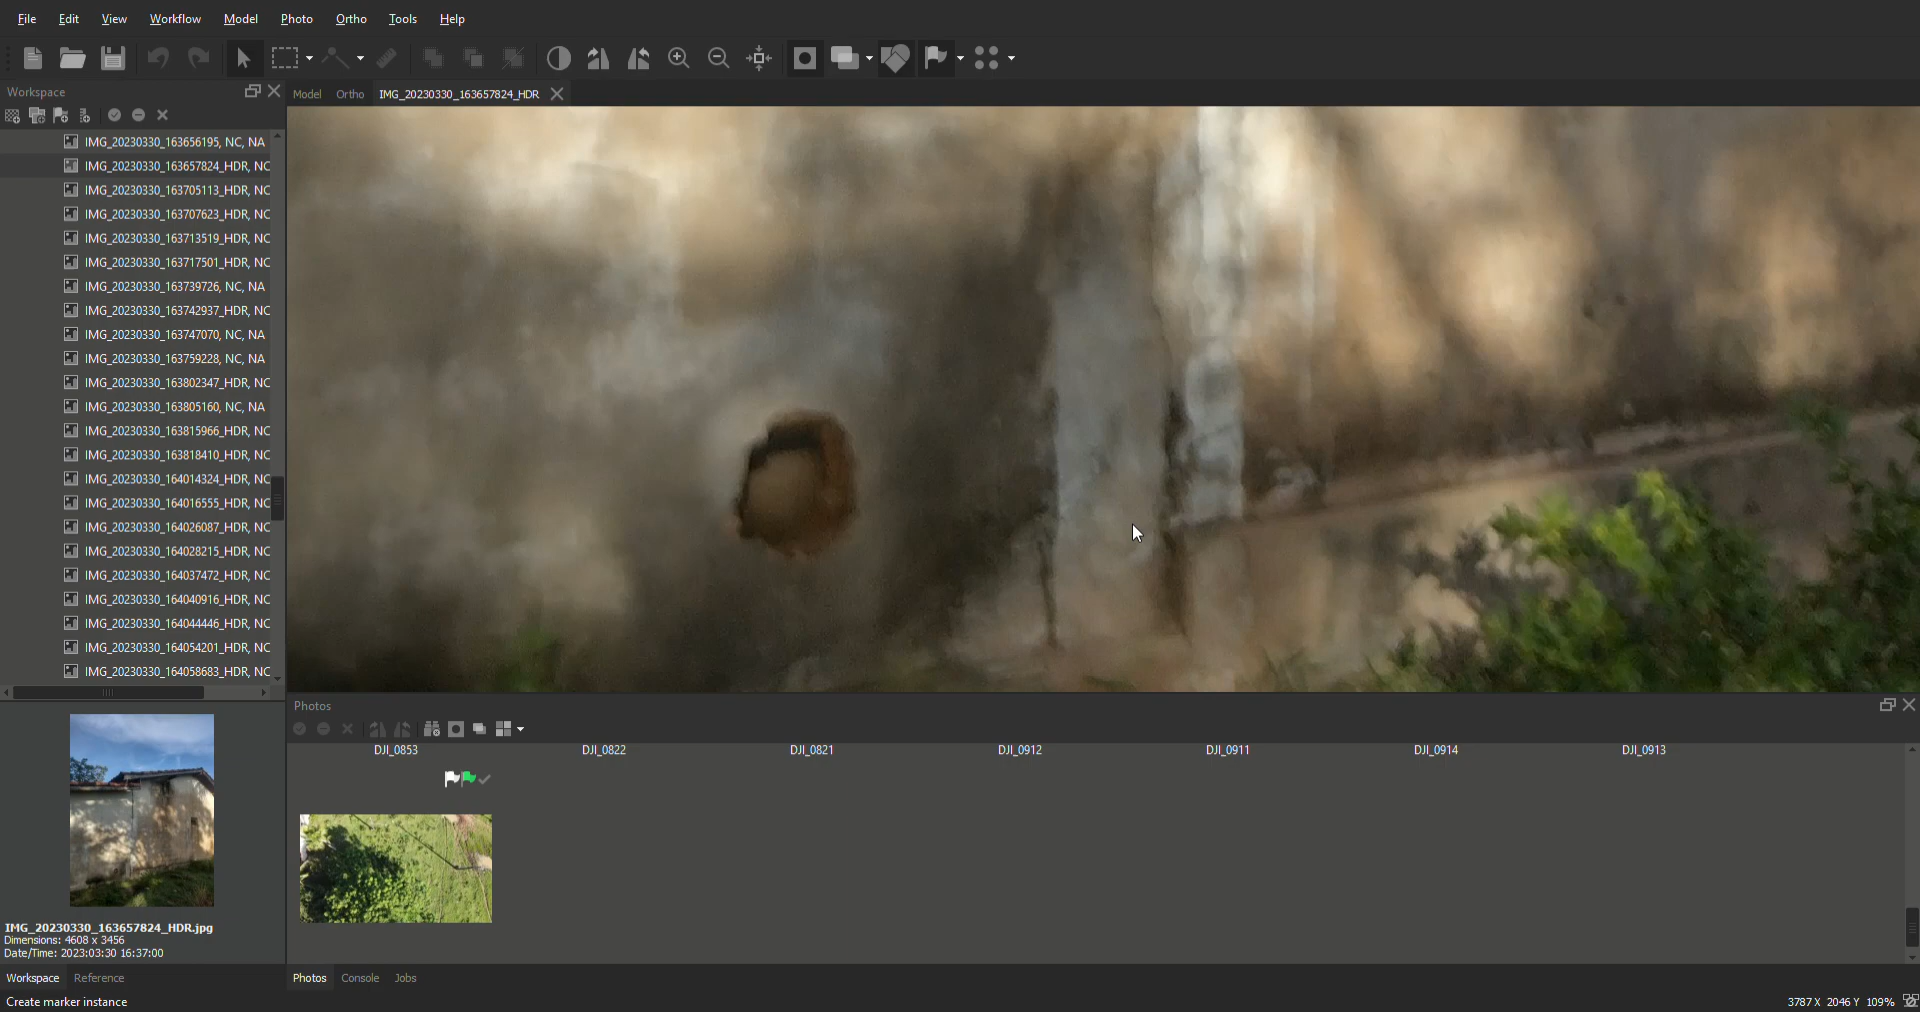 File Edit View Workflow Model Photo Ortho Tools Help
Workspace
Model Ortho IMG_20230330_163657824_HDR
IMG_20230330_163656195, NC, NA
IMG_20230330_163657824_HDR, NC
IMG_20230330_163705113_HDR, NC
IMG_20230330_163707623_HDR, NC
IMG_20230330_163713519_HDR, NC
IMG_20230330_163717501_HDR, NC
IMG_20230330_163739726, NC, NA
IMG_20230330_163742937_HDR, NC
IMG_20230330_163747070, NC, NA
IMG_20230330_163759228, NC, NA
IMG_20230330_163802347_HDR, NC
IMG_20230330_163805160, NC, NA
IMG_20230330_163815966_HDR, NC
IMG_20230330_163818410_HDR, NC
IMG_20230330_164014324_HDR, NC
IMG_20230330_164016555_HDR, NC
IMG_20230330_164026087_HDR, NC
IMG_20230330_164028215_HDR, NC
IMG_20230330_164037472_HDR, NC
IMG_20230330_164040916_HDR, NC
IMG_20230330_164044446_HDR, NC
IMG_20230330_164054201_HDR, NC
IMG_20230330_164058683_HDR, NC
Photos
DJI_0853 DJI_0822 DJI_0821 DJI_0912 DJI_0911 DJI_0914 DJI_0913
IMG_20230330_163657824_HDR.jpg
Dimensions: 4608 x 3456
Date/Time: 2023:03:30 16:37:00
Workspace Reference
Photos Console Jobs
Create marker instance
3787 X 2046 Y 109%